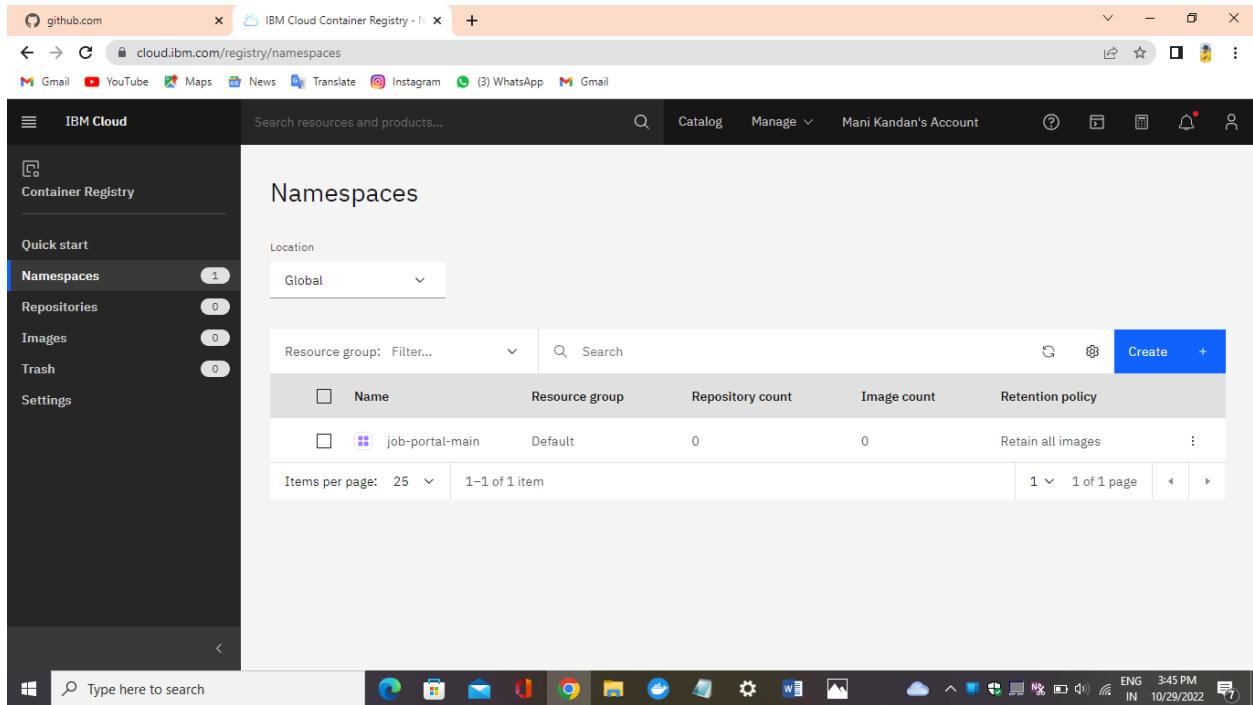 github.com
IBM Cloud Container Registry - N
cloud.ibm.com/registry/namespaces
Gmail YouTube Maps News Translate Instagram (3) WhatsApp Gmail
IBM Cloud Search resources and products... Catalog Manage Mani Kandan's Account
Container Registry
Namespaces
Location
Quick start
Namespaces 1
Global
Repositories 0
Images 0
Resource group: Filter... Search Create +
Trash 0
Settings
Name Resource group Repository count Image count Retention policy
job-portal-main Default 0 0 Retain all images
Items per page: 25 1–1 of 1 item 1 1 of 1 page
Type here to search
ENG 3:45 PM
IN 10/29/2022